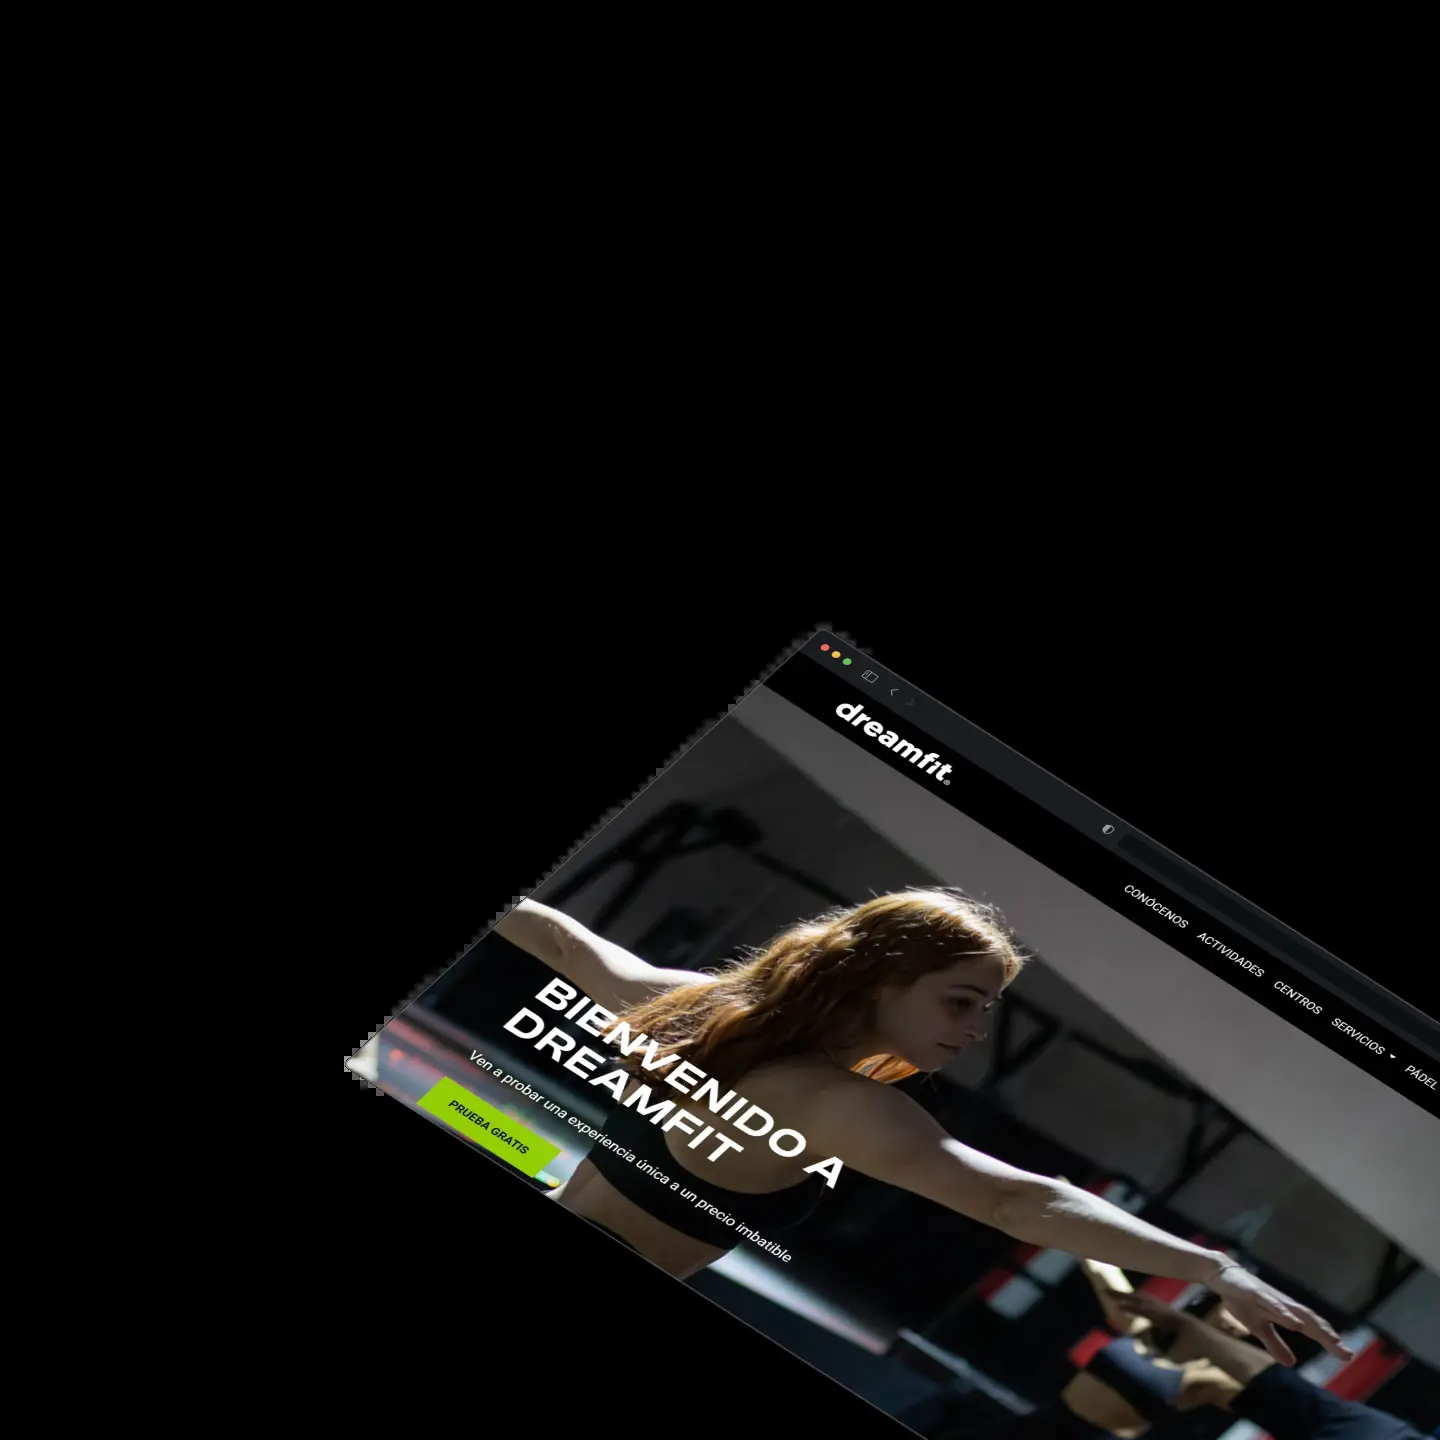 dreamfit®
CONÓCENOS ACTIVIDADES CENTROS SERVICIOS PÁDEL
BIENVENIDO A
DREAMFIT
Ven a probar una experiencia única a un precio imbatible
PRUEBA GRATIS